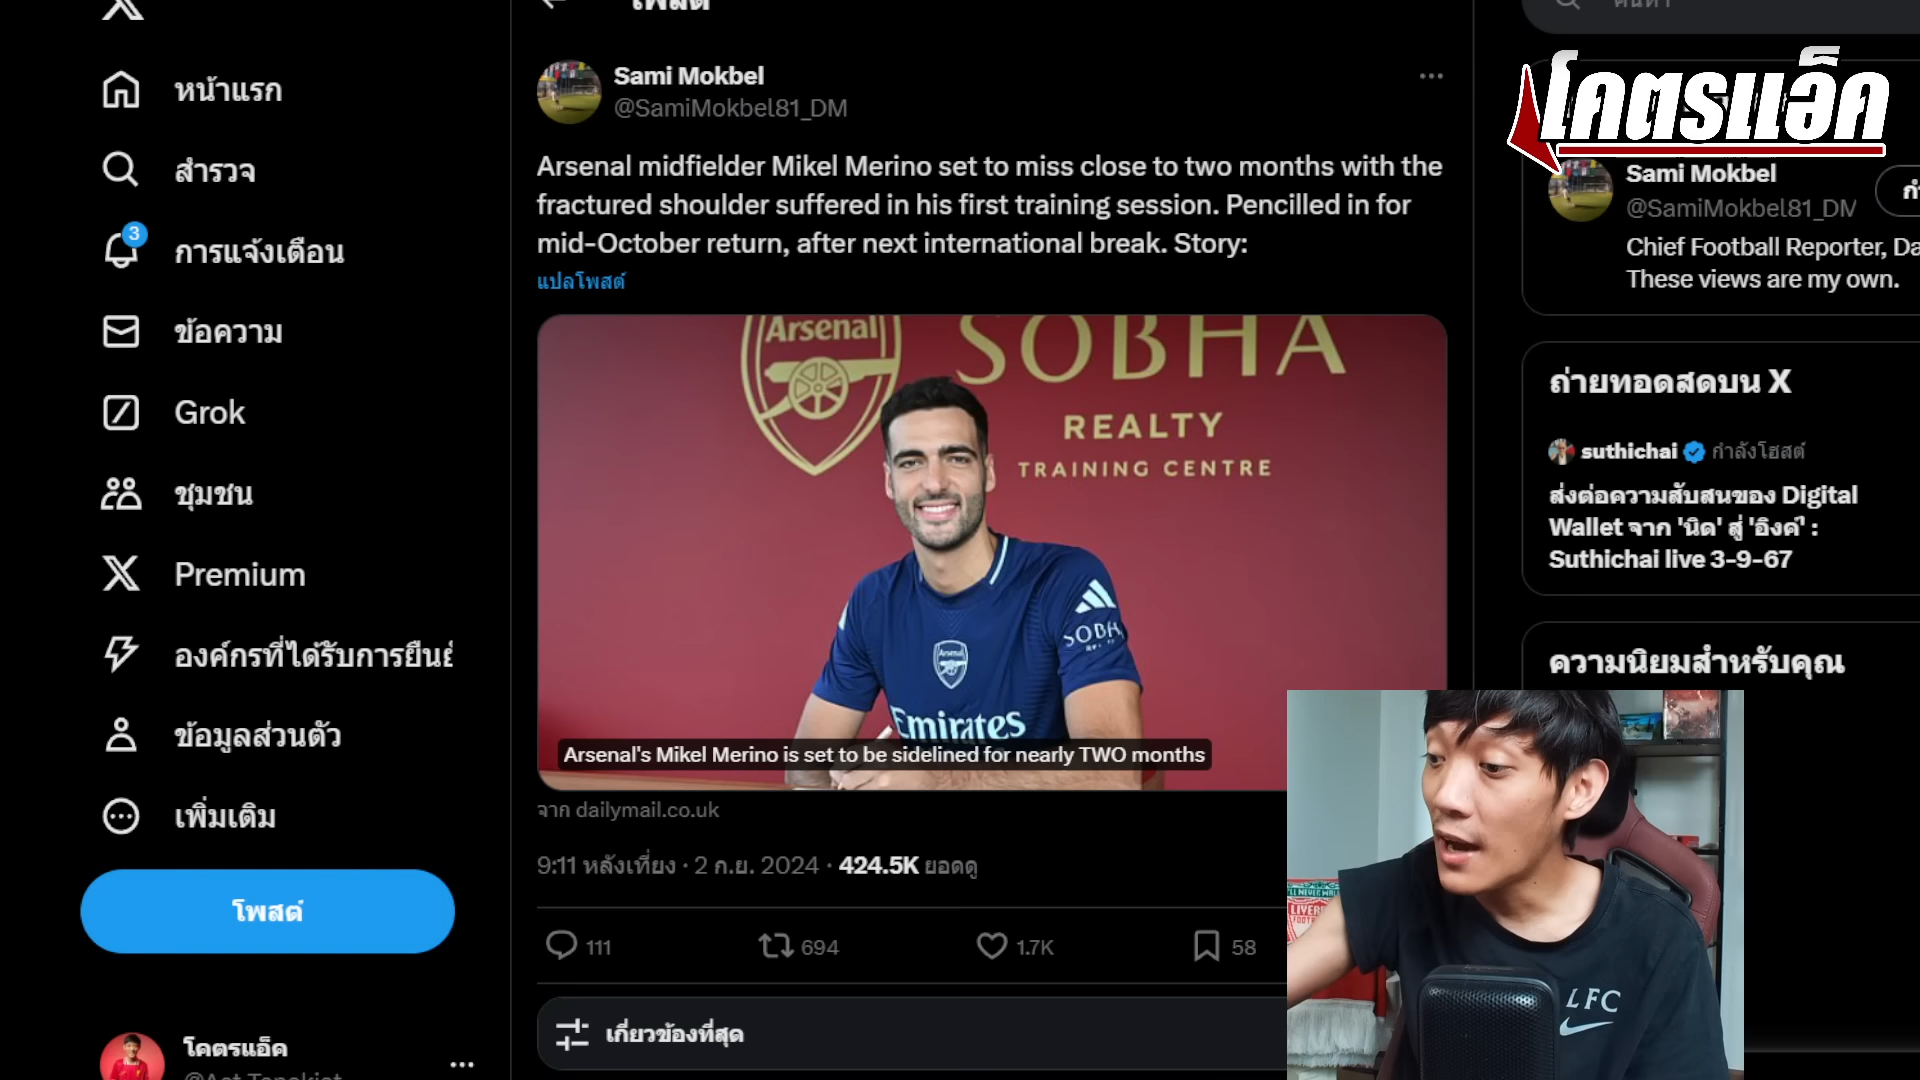 โพสต์
ค้นหา
โคตรแอ็ค
หน้าแรก
สำรวจ
3
การแจ้งเตือน
ข้อความ
Grok
ชุมชน
Premium
องค์กรที่ได้รับการยืนยั
ข้อมูลส่วนตัว
เพิ่มเติม
โพสต์
โคตรแอ็ค
Sami Mokbel
@SamiMokbel81_DM
Arsenal midfielder Mikel Merino set to miss close to two months with the
fractured shoulder suffered in his first training session. Pencilled in for
mid-October return, after next international break. Story:
แปลโพสต์
Arsenal
SOBHA
REALTY
TRAINING CENTRE
SOBHA
Arsenal
Emirates
Arsenal's Mikel Merino is set to be sidelined for nearly TWO months
จาก dailymail.co.uk
9:11 หลังเที่ยง · 2 ก.ย. 2024 · 424.5K ยอดดู
111
694
1.7K
58
เกี่ยวข้องที่สุด
Sami Mokbel
@SamiMokbel81_DM
Chief Football Reporter, Da
These views are my own.
ถ่ายทอดสดบน X
suthichai กำลังโฮสต์
ส่งต่อความสับสนของ Digital
Wallet จาก 'นิด' สู่ 'อิงค์' :
Suthichai live 3-9-67
ความนิยมสำหรับคุณ
LFC